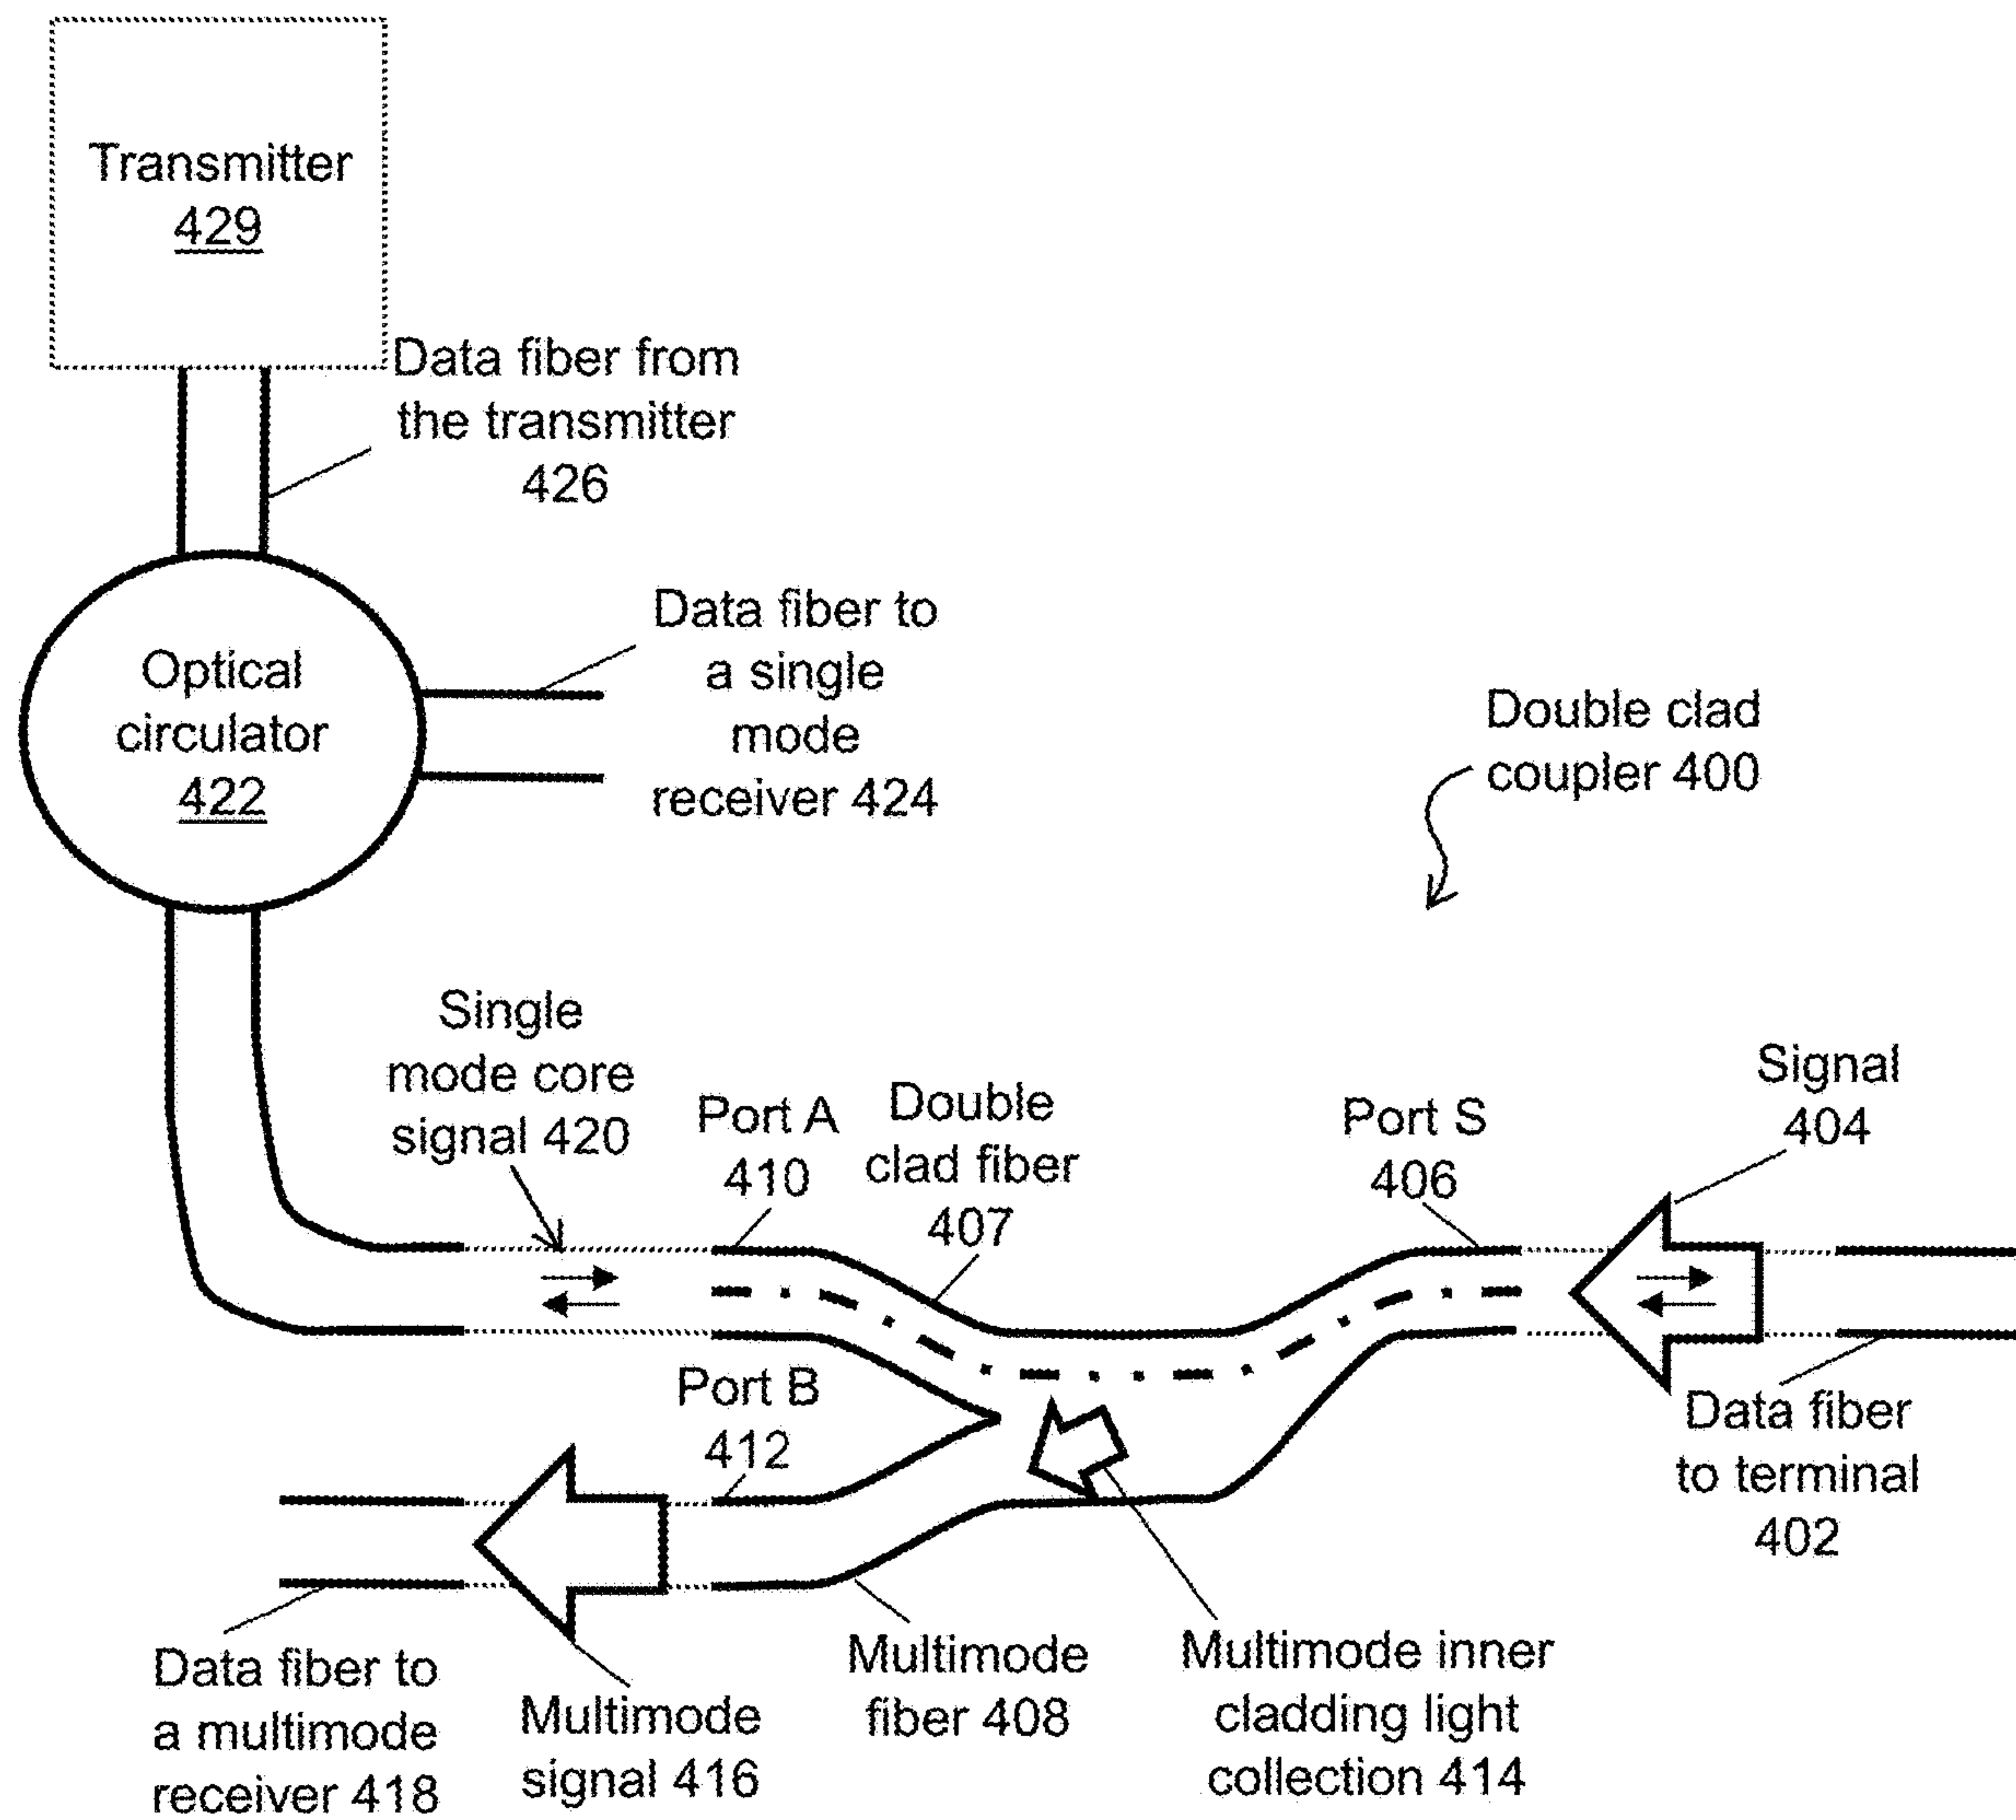 Transmitter
429
Data fiber from
the transmitter
426
Optical
circulator
422
Data fiber to
a single
mode
receiver 424
Double clad
coupler 400
Single
mode core
signal 420
Port A
410
Double
clad fiber
407
Port S
406
Signal
404
Port B
412
Data fiber
to terminal
402
Data fiber to
a multimode
receiver 418
Multimode
signal 416
Multimode
fiber 408
Multimode inner
cladding light
collection 414